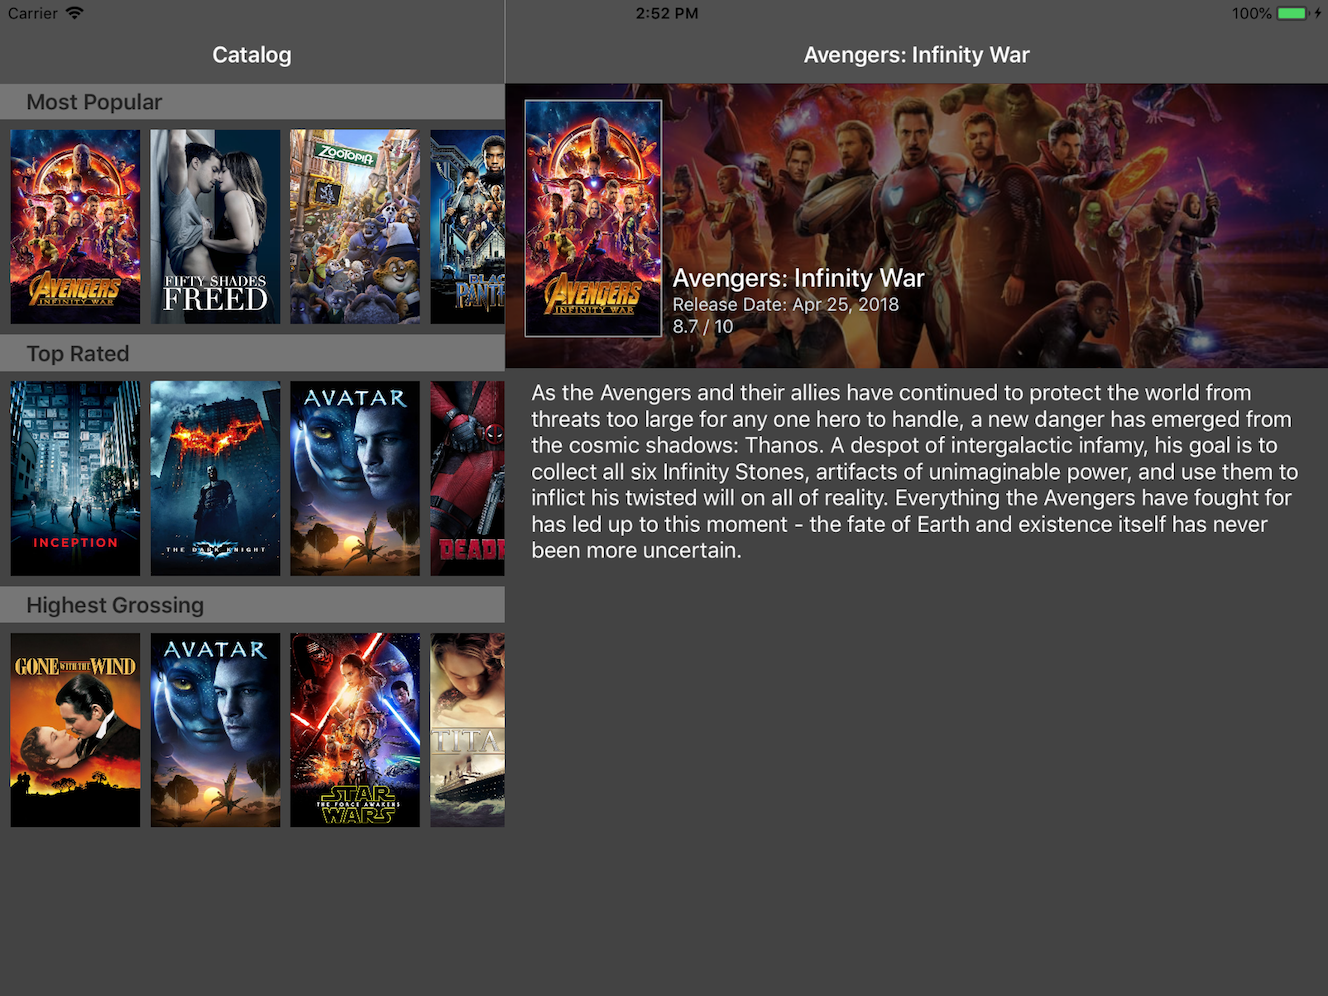 Carrier
2:52 PM
100%
Catalog
Avengers: Infinity War
Most Popular
AVENGERS
INFINITY WAR
FIFTY SHADES
FREED
ZOOTOPIA
BLAC
PANT
Top Rated
INCEPTION
THE DARK KNIGHT
AVATAR
DEAD
Highest Grossing
GONE WITH THE WIND
AVATAR
STAR
THE FORCE AWAKENS
WARS
TITA
AVENGERS
INFINITY WAR
Avengers: Infinity War
Release Date: Apr 25, 2018
8.7 / 10
As the Avengers and their allies have continued to protect the world from
threats too large for any one hero to handle, a new danger has emerged from
the cosmic shadows: Thanos. A despot of intergalactic infamy, his goal is to
collect all six Infinity Stones, artifacts of unimaginable power, and use them to
inflict his twisted will on all of reality. Everything the Avengers have fought for
has led up to this moment - the fate of Earth and existence itself has never
been more uncertain.